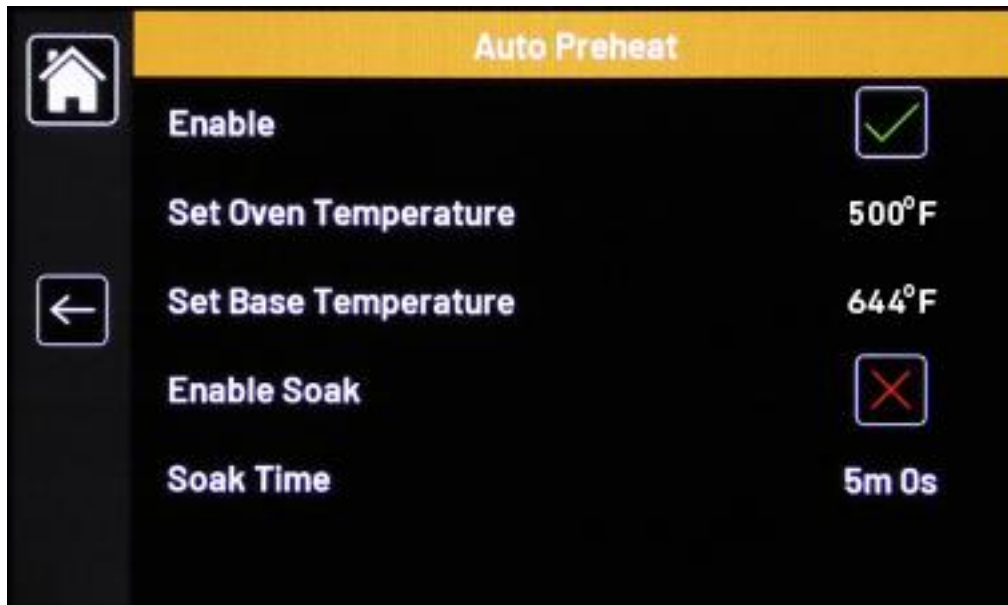 Auto Preheat
Enable
Set Oven Temperature 500°F
Set Base Temperature 644°F
Enable Soak
Soak Time 5m 0s